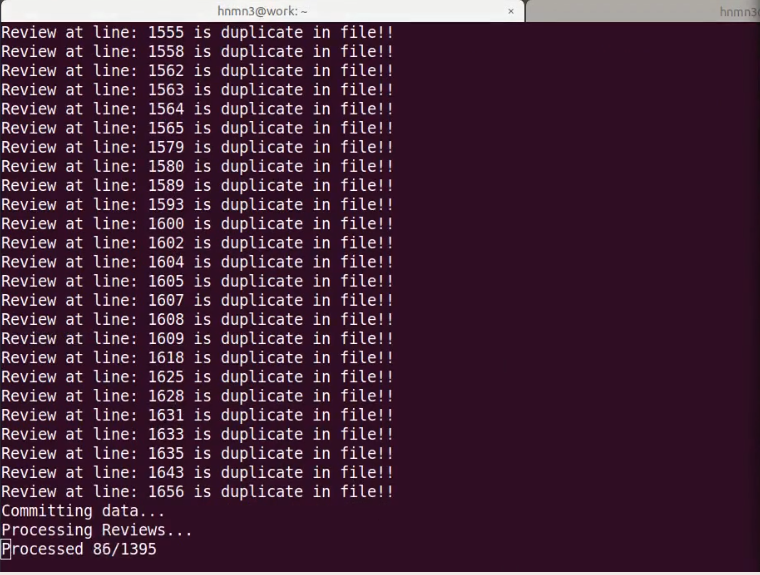 hnmn3@work: ~ × hnmn3@
Review at line: 1555 is duplicate in file!!
Review at line: 1558 is duplicate in file!!
Review at line: 1562 is duplicate in file!!
Review at line: 1563 is duplicate in file!!
Review at line: 1564 is duplicate in file!!
Review at line: 1565 is duplicate in file!!
Review at line: 1579 is duplicate in file!!
Review at line: 1580 is duplicate in file!!
Review at line: 1589 is duplicate in file!!
Review at line: 1593 is duplicate in file!!
Review at line: 1600 is duplicate in file!!
Review at line: 1602 is duplicate in file!!
Review at line: 1604 is duplicate in file!!
Review at line: 1605 is duplicate in file!!
Review at line: 1607 is duplicate in file!!
Review at line: 1608 is duplicate in file!!
Review at line: 1609 is duplicate in file!!
Review at line: 1618 is duplicate in file!!
Review at line: 1625 is duplicate in file!!
Review at line: 1628 is duplicate in file!!
Review at line: 1631 is duplicate in file!!
Review at line: 1633 is duplicate in file!!
Review at line: 1635 is duplicate in file!!
Review at line: 1643 is duplicate in file!!
Review at line: 1656 is duplicate in file!!
Committing data...
Processing Reviews...
Processed 86/1395